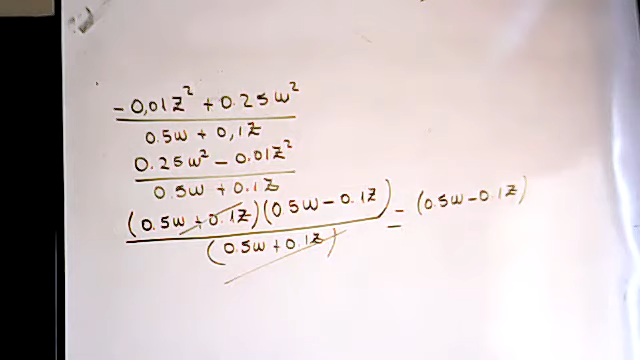 -0,01z² + 0.25w²
0.5w + 0,1z
0.25w² - 0.01z²
0.5w + 0.1z
(0.5w + 0.1z)(0.5w - 0.1z) = (0.5w - 0.1z)
(0.5w + 0.1z)